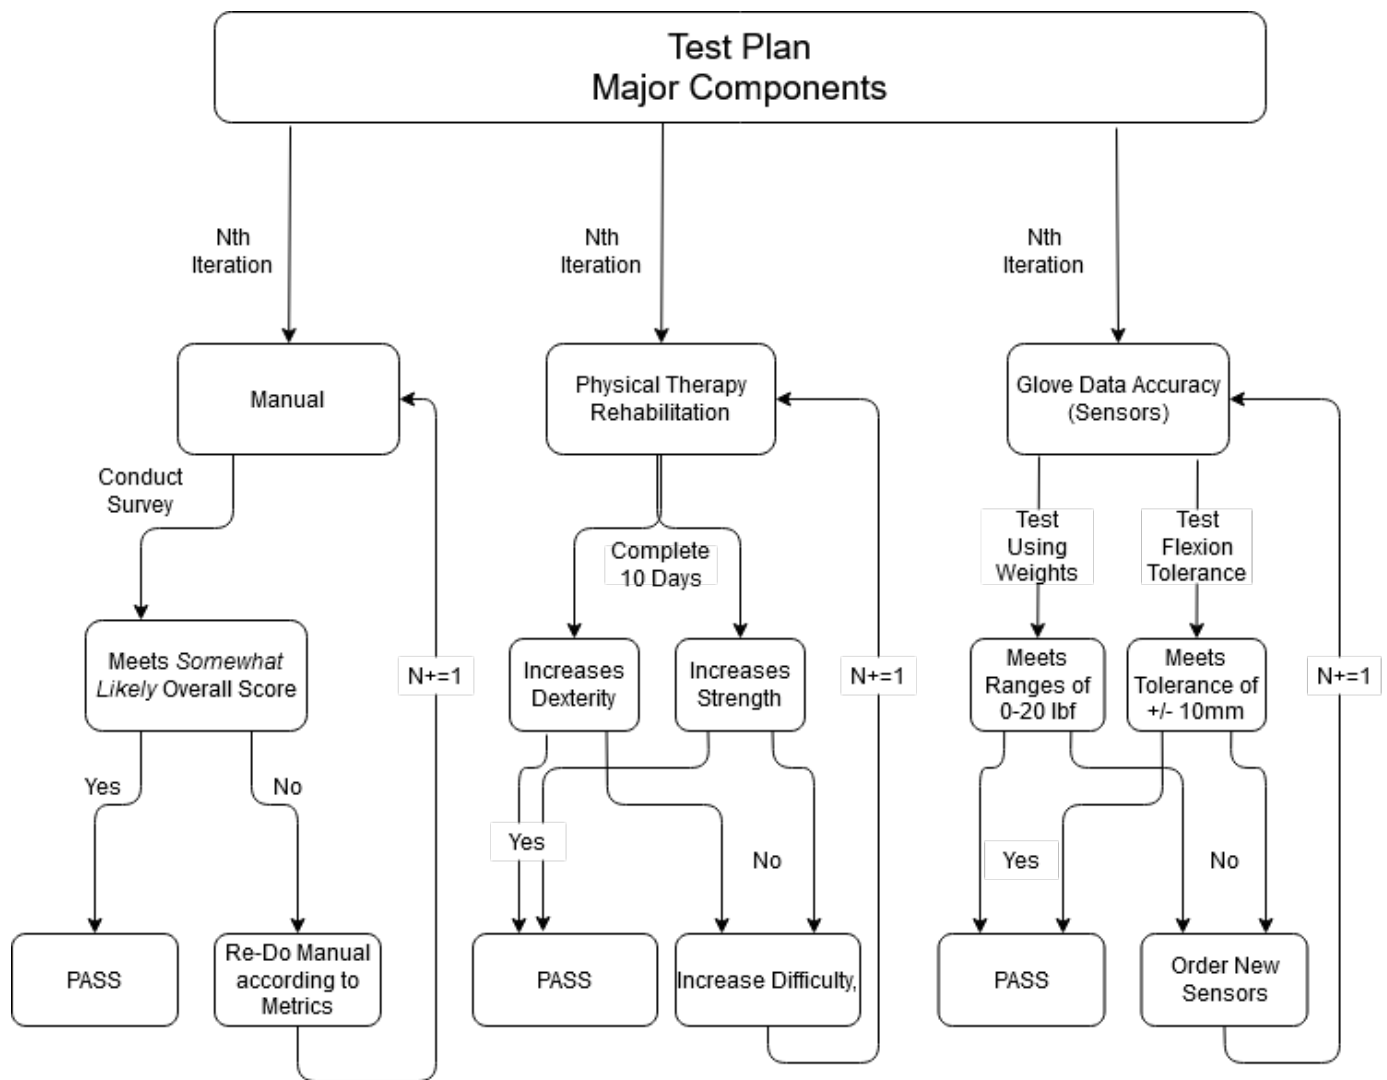 Test Plan
Major Components
Nth
Iteration
Nth
Iteration
Nth
Iteration
Manual
Physical Therapy
Rehabilitation
Glove Data Accuracy
(Sensors)
Conduct
Survey
Complete
10 Days
Test
Using
Weights
Test
Flexion
Tolerance
Meets Somewhat
Likely Overall Score
N+=1
Increases
Dexterity
Increases
Strength
N+=1
Meets
Ranges of
0-20 lbf
Meets
Tolerance of
+/- 10mm
N+=1
Yes
No
Yes
No
Yes
No
PASS
Re-Do Manual
according to
Metrics
PASS
Increase Difficulty,
PASS
Order New
Sensors